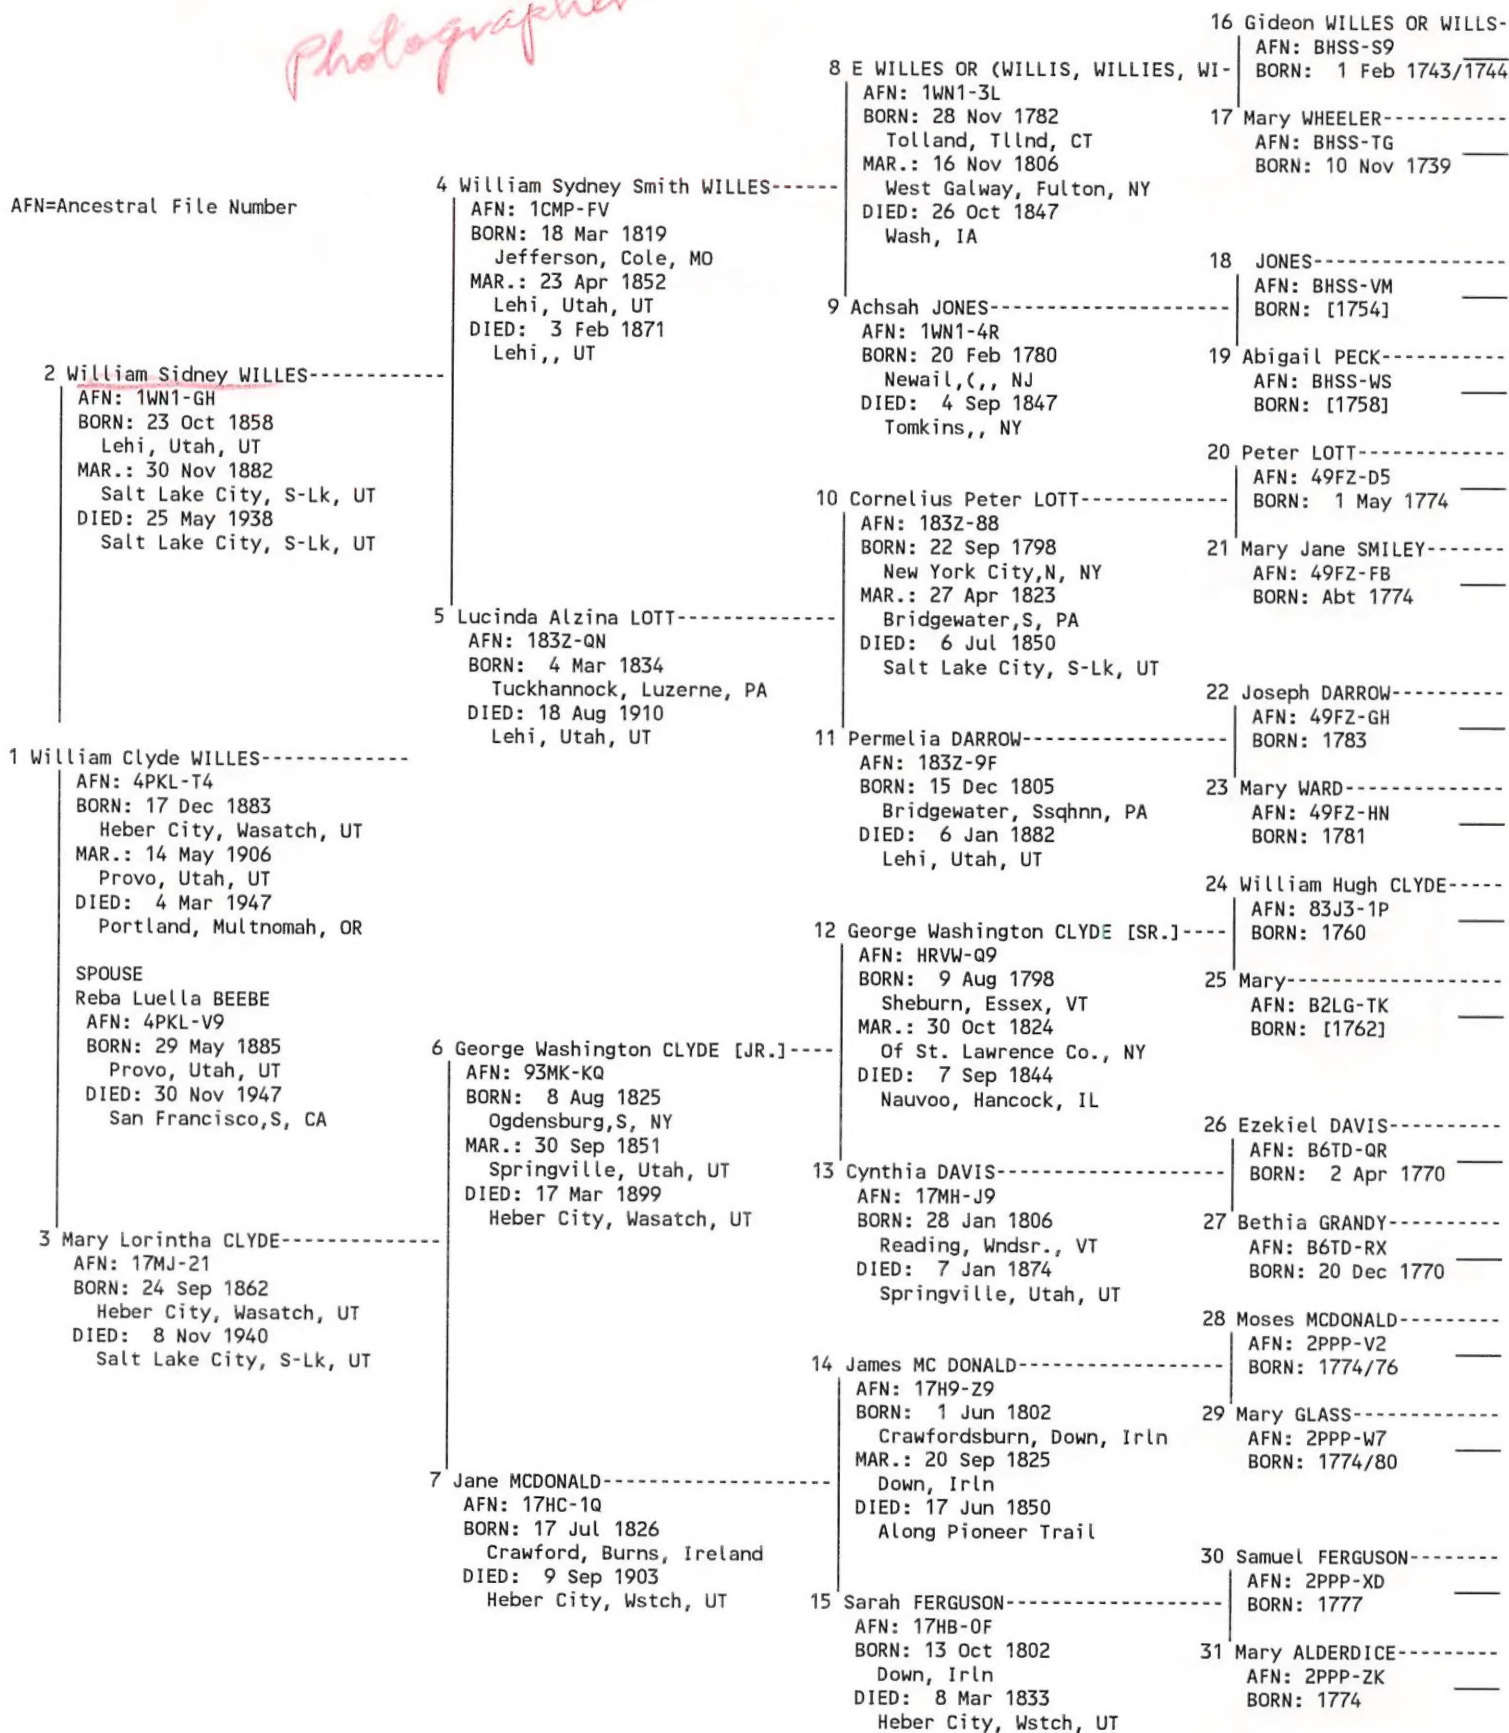 Photographer
AFN=Ancestral File Number
1 William Clyde WILLES-------------
AFN: 4PKL-T4
BORN: 17 Dec 1883
Heber City, Wasatch, UT
MAR.: 14 May 1906
Provo, Utah, UT
DIED: 4 Mar 1947
Portland, Multnomah, OR
SPOUSE
Reba Luella BEEBE
AFN: 4PKL-V9
BORN: 29 May 1885
Provo, Utah, UT
DIED: 30 Nov 1947
San Francisco,S, CA
2 William Sidney WILLES------------
AFN: 1WN1-GH
BORN: 23 Oct 1858
Lehi, Utah, UT
MAR.: 30 Nov 1882
Salt Lake City, S-Lk, UT
DIED: 25 May 1938
Salt Lake City, S-Lk, UT
3 Mary Lorintha CLYDE--------------
AFN: 17MJ-21
BORN: 24 Sep 1862
Heber City, Wasatch, UT
DIED: 8 Nov 1940
Salt Lake City, S-Lk, UT
4 William Sydney Smith WILLES------
AFN: 1CMP-FV
BORN: 18 Mar 1819
Jefferson, Cole, MO
MAR.: 23 Apr 1852
Lehi, Utah, UT
DIED: 3 Feb 1871
Lehi,, UT
5 Lucinda Alzina LOTT--------------
AFN: 183Z-QN
BORN: 4 Mar 1834
Tuckhannock, Luzerne, PA
DIED: 18 Aug 1910
Lehi, Utah, UT
6 George Washington CLYDE [JR.]----
AFN: 93MK-KQ
BORN: 8 Aug 1825
Ogdensburg,S, NY
MAR.: 30 Sep 1851
Springville, Utah, UT
DIED: 17 Mar 1899
Heber City, Wasatch, UT
7 Jane MCDONALD--------------------
AFN: 17HC-1Q
BORN: 17 Jul 1826
Crawford, Burns, Ireland
DIED: 9 Sep 1903
Heber City, Wstch, UT
8 E WILLES OR (WILLIS, WILLIES, WI-
AFN: 1WN1-3L
BORN: 28 Nov 1782
Tolland, Tllnd, CT
MAR.: 16 Nov 1806
West Galway, Fulton, NY
DIED: 26 Oct 1847
Wash, IA
9 Achsah JONES---------------------
AFN: 1WN1-4R
BORN: 20 Feb 1780
Newail,(,, NJ
DIED: 4 Sep 1847
Tomkins,, NY
10 Cornelius Peter LOTT-------------
AFN: 183Z-88
BORN: 22 Sep 1798
New York City,N, NY
MAR.: 27 Apr 1823
Bridgewater,S, PA
DIED: 6 Jul 1850
Salt Lake City, S-Lk, UT
11 Permelia DARROW------------------
AFN: 183Z-9F
BORN: 15 Dec 1805
Bridgewater, Ssqhnn, PA
DIED: 6 Jan 1882
Lehi, Utah, UT
12 George Washington CLYDE [SR.]----
AFN: HRVW-Q9
BORN: 9 Aug 1798
Sheburn, Essex, VT
MAR.: 30 Oct 1824
Of St. Lawrence Co., NY
DIED: 7 Sep 1844
Nauvoo, Hancock, IL
13 Cynthia DAVIS--------------------
AFN: 17MH-J9
BORN: 28 Jan 1806
Reading, Wndsr., VT
DIED: 7 Jan 1874
Springville, Utah, UT
14 James MC DONALD------------------
AFN: 17H9-Z9
BORN: 1 Jun 1802
Crawfordsburn, Down, Irln
MAR.: 20 Sep 1825
Down, Irln
DIED: 17 Jun 1850
Along Pioneer Trail
15 Sarah FERGUSON-------------------
AFN: 17HB-0F
BORN: 13 Oct 1802
Down, Irln
DIED: 8 Mar 1833
Heber City, Wstch, UT
16 Gideon WILLES OR WILLS-
AFN: BHSS-S9
BORN: 1 Feb 1743/1744
17 Mary WHEELER-----------
AFN: BHSS-TG
BORN: 10 Nov 1739
18 JONES----------------
AFN: BHSS-VM
BORN: [1754]
19 Abigail PECK-----------
AFN: BHSS-WS
BORN: [1758]
20 Peter LOTT-------------
AFN: 49FZ-D5
BORN: 1 May 1774
21 Mary Jane SMILEY-------
AFN: 49FZ-FB
BORN: Abt 1774
22 Joseph DARROW----------
AFN: 49FZ-GH
BORN: 1783
23 Mary WARD--------------
AFN: 49FZ-HN
BORN: 1781
24 William Hugh CLYDE-----
AFN: 83J3-1P
BORN: 1760
25 Mary-------------------
AFN: B2LG-TK
BORN: [1762]
26 Ezekiel DAVIS----------
AFN: B6TD-QR
BORN: 2 Apr 1770
27 Bethia GRANDY----------
AFN: B6TD-RX
BORN: 20 Dec 1770
28 Moses MCDONALD---------
AFN: 2PPP-V2
BORN: 1774/76
29 Mary GLASS-------------
AFN: 2PPP-W7
BORN: 1774/80
30 Samuel FERGUSON--------
AFN: 2PPP-XD
BORN: 1777
31 Mary ALDERDICE---------
AFN: 2PPP-ZK
BORN: 1774